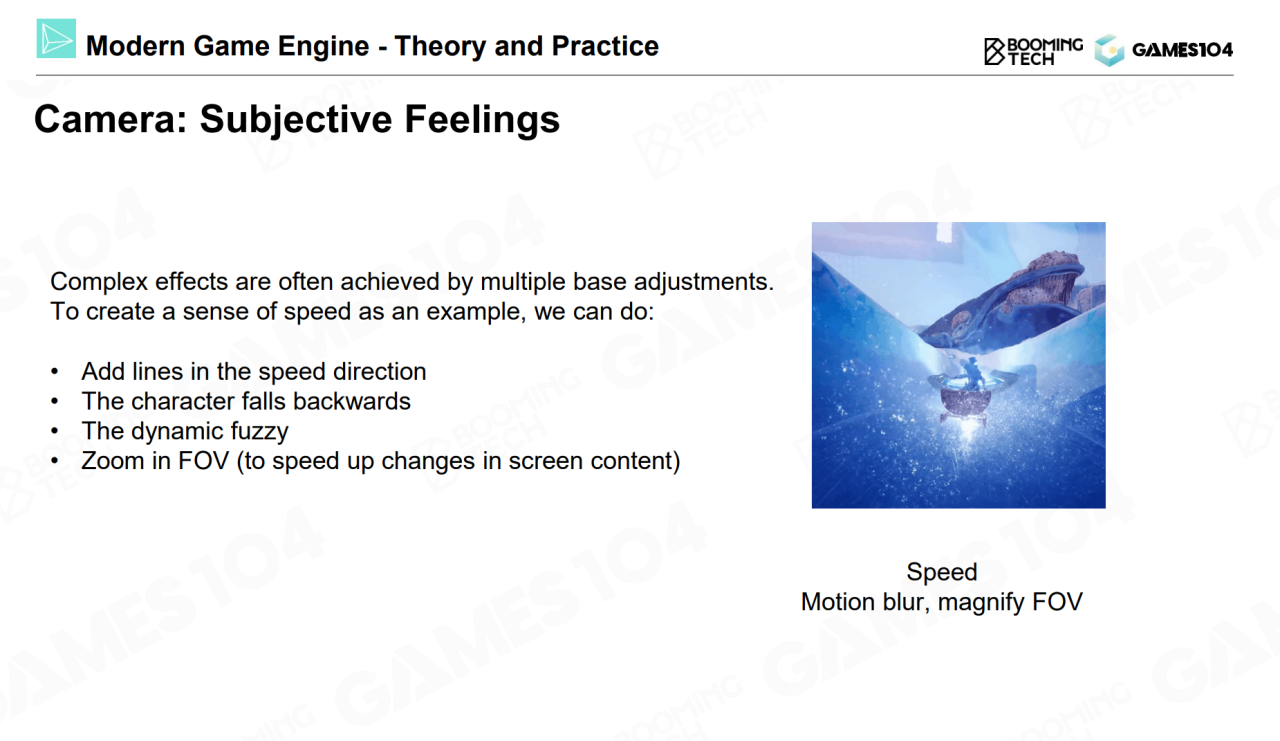 Modern Game Engine - Theory and Practice
BOOMING
TECH
GAMES104
Camera: Subjective Feelings
Complex effects are often achieved by multiple base adjustments.
To create a sense of speed as an example, we can do:
• Add lines in the speed direction
• The character falls backwards
• The dynamic fuzzy
• Zoom in FOV (to speed up changes in screen content)
Speed
Motion blur, magnify FOV